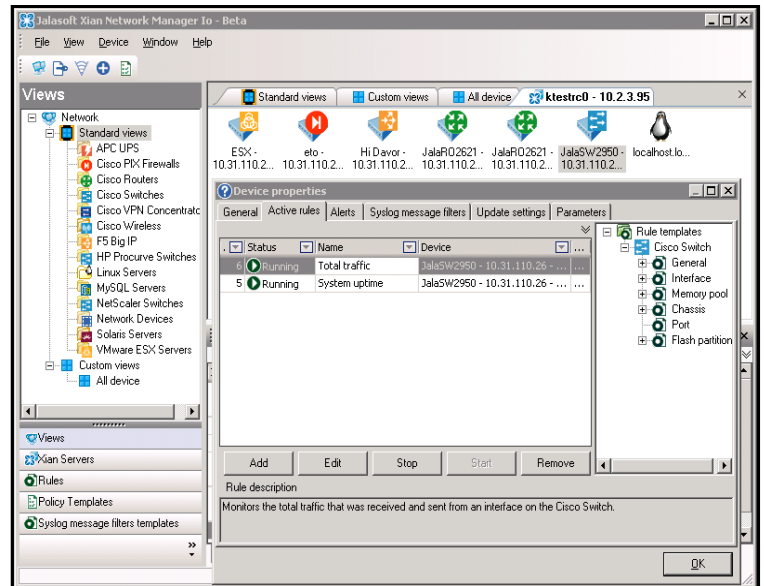 Jalasoft Xian Network Manager Io - Beta
File View Device Window Help
Views
Network
Standard views
APC UPS
Cisco PIX Firewalls
Cisco Routers
Cisco Switches
Cisco VPN Concentratc
Cisco Wireless
F5 Big IP
HP Procurve Switches
Linux Servers
MySQL Servers
NetScaler Switches
Network Devices
Solaris Servers
VMware ESX Servers
Custom views
All device
Views
Xian Servers
Rules
Policy Templates
Syslog message filters templates
Standard views Custom views All device ktestrc0 - 10.2.3.95
ESX - eto - Hi Davor - JalaRO2621 - JalaRO2621 - JalaSW2950 - localhost.lo...
10.31.110.2... 10.31.110.2... 10.31.110.2... 10.31.110.2... 10.31.110.2... 10.31.110.2...
Device properties
General Active rules Alerts Syslog message filters Update settings Parameters
. Status Name Device ...
6 Running Total traffic JalaSW2950 - 10.31.110.26 - ... ...
5 Running System uptime JalaSW2950 - 10.31.110.26 - ... ...
Rule templates
Cisco Switch
General
Interface
Memory pool
Chassis
Port
Flash partition
Add Edit Stop Start Remove
Rule description
Monitors the total traffic that was received and sent from an interface on the Cisco Switch.
OK